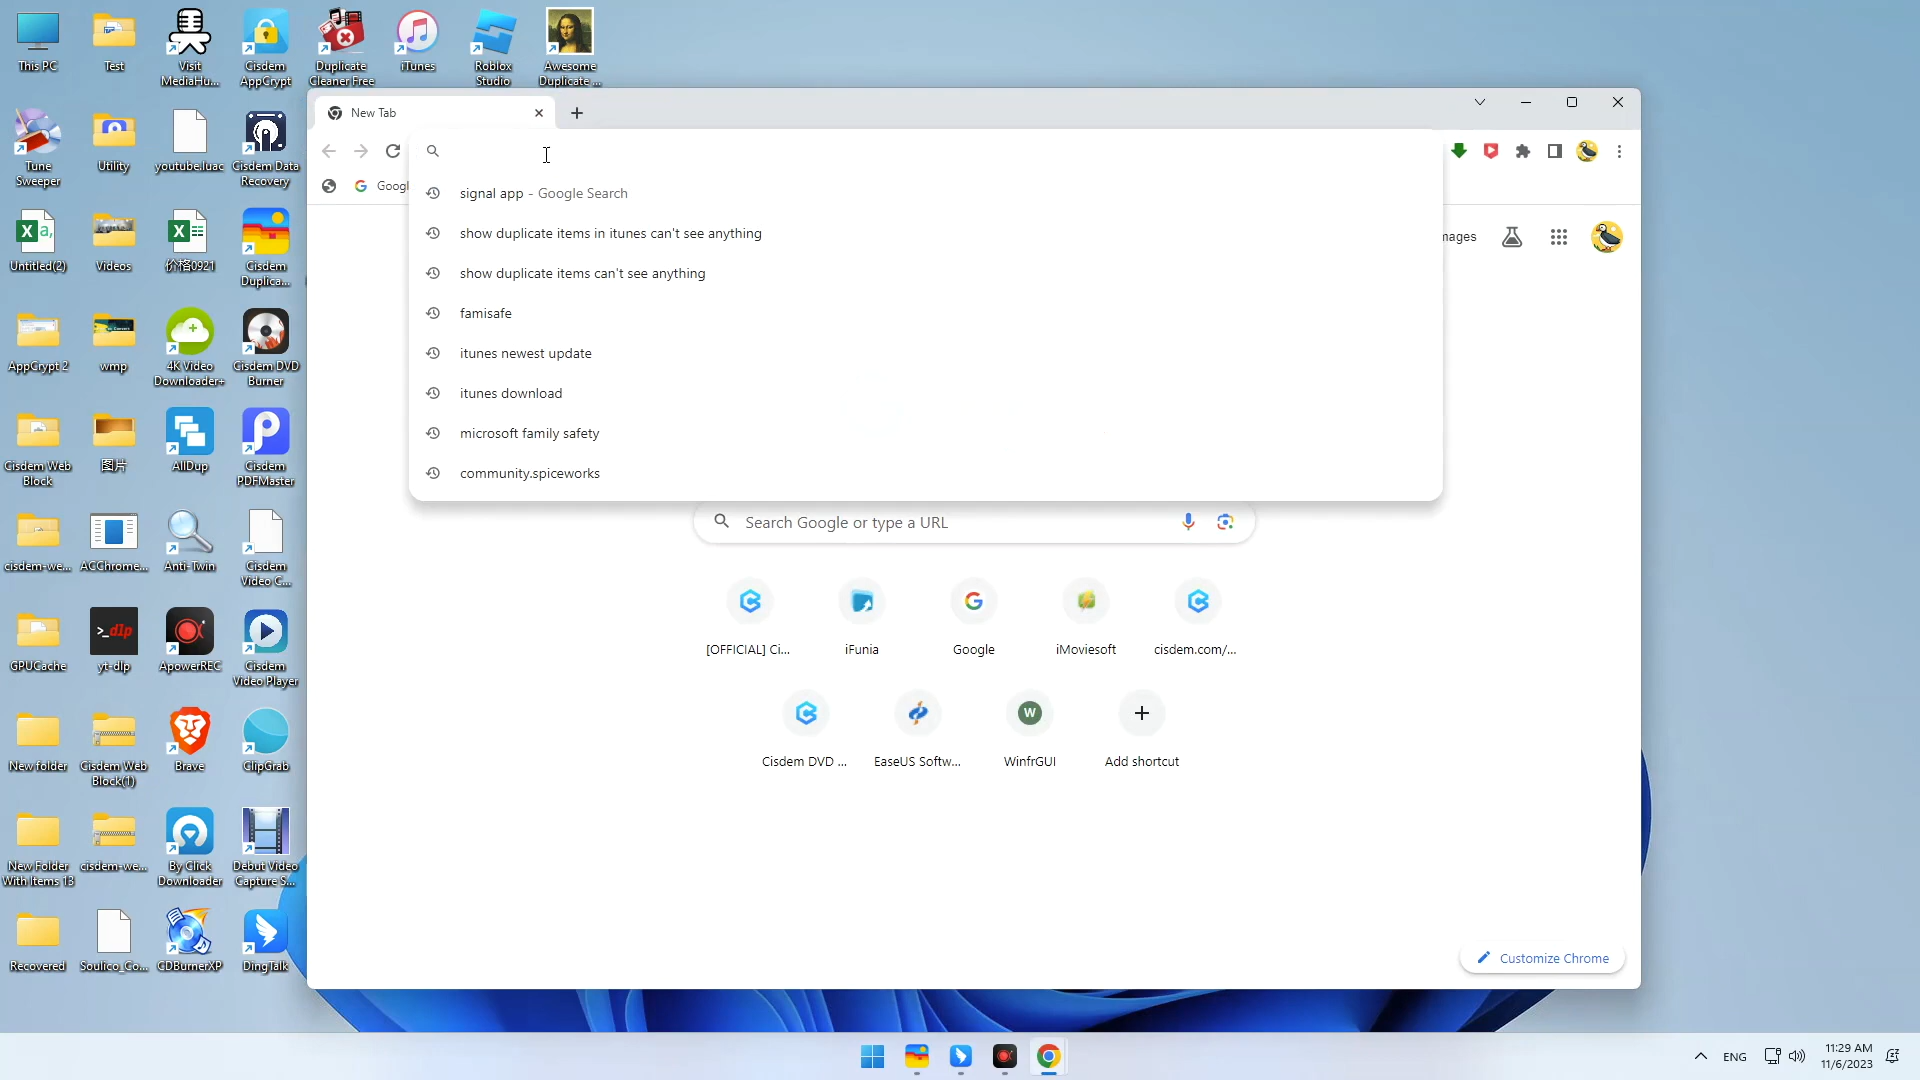 This PC
Test
Visit
MediaHu...
Cisdem
AppCrypt
Duplicate
Cleaner Free
iTunes
Roblox
Studio
Awesome
Duplicate ...
Tune
Sweeper
Utility
youtube.luac
Cisdem Data
Recovery
Untitled(2)
Videos
价格0921
Cisdem
Duplica...
AppCrypt 2
wmp
4K Video
Downloader+
Cisdem DVD
Burner
Cisdem Web
Block
图片
AllDup
Cisdem
PDFMaster
cisdem-we...
ACChrome...
Anti-Twin
Cisdem
Video C...
GPUCache
>_dlp
yt-dlp
ApowerREC
Cisdem
Video Player
New folder
Cisdem Web
Block(1)
Brave
ClipGrab
New Folder
With Items 13
cisdem-we...
By Click
Downloader
Debut Video
Capture S...
Recovered
Soulico_Co...
CDBurnerXP
DingTalk
New Tab
Googl
signal app - Google Search
show duplicate items in itunes can't see anything
show duplicate items can't see anything
famisafe
itunes newest update
itunes download
microsoft family safety
community.spiceworks
mages
Search Google or type a URL
[OFFICIAL] Ci...
iFunia
Google
iMoviesoft
cisdem.com/...
Cisdem DVD ...
EaseUS Softw...
W
WinfrGUI
Add shortcut
Customize Chrome
ENG
11:29 AM
11/6/2023